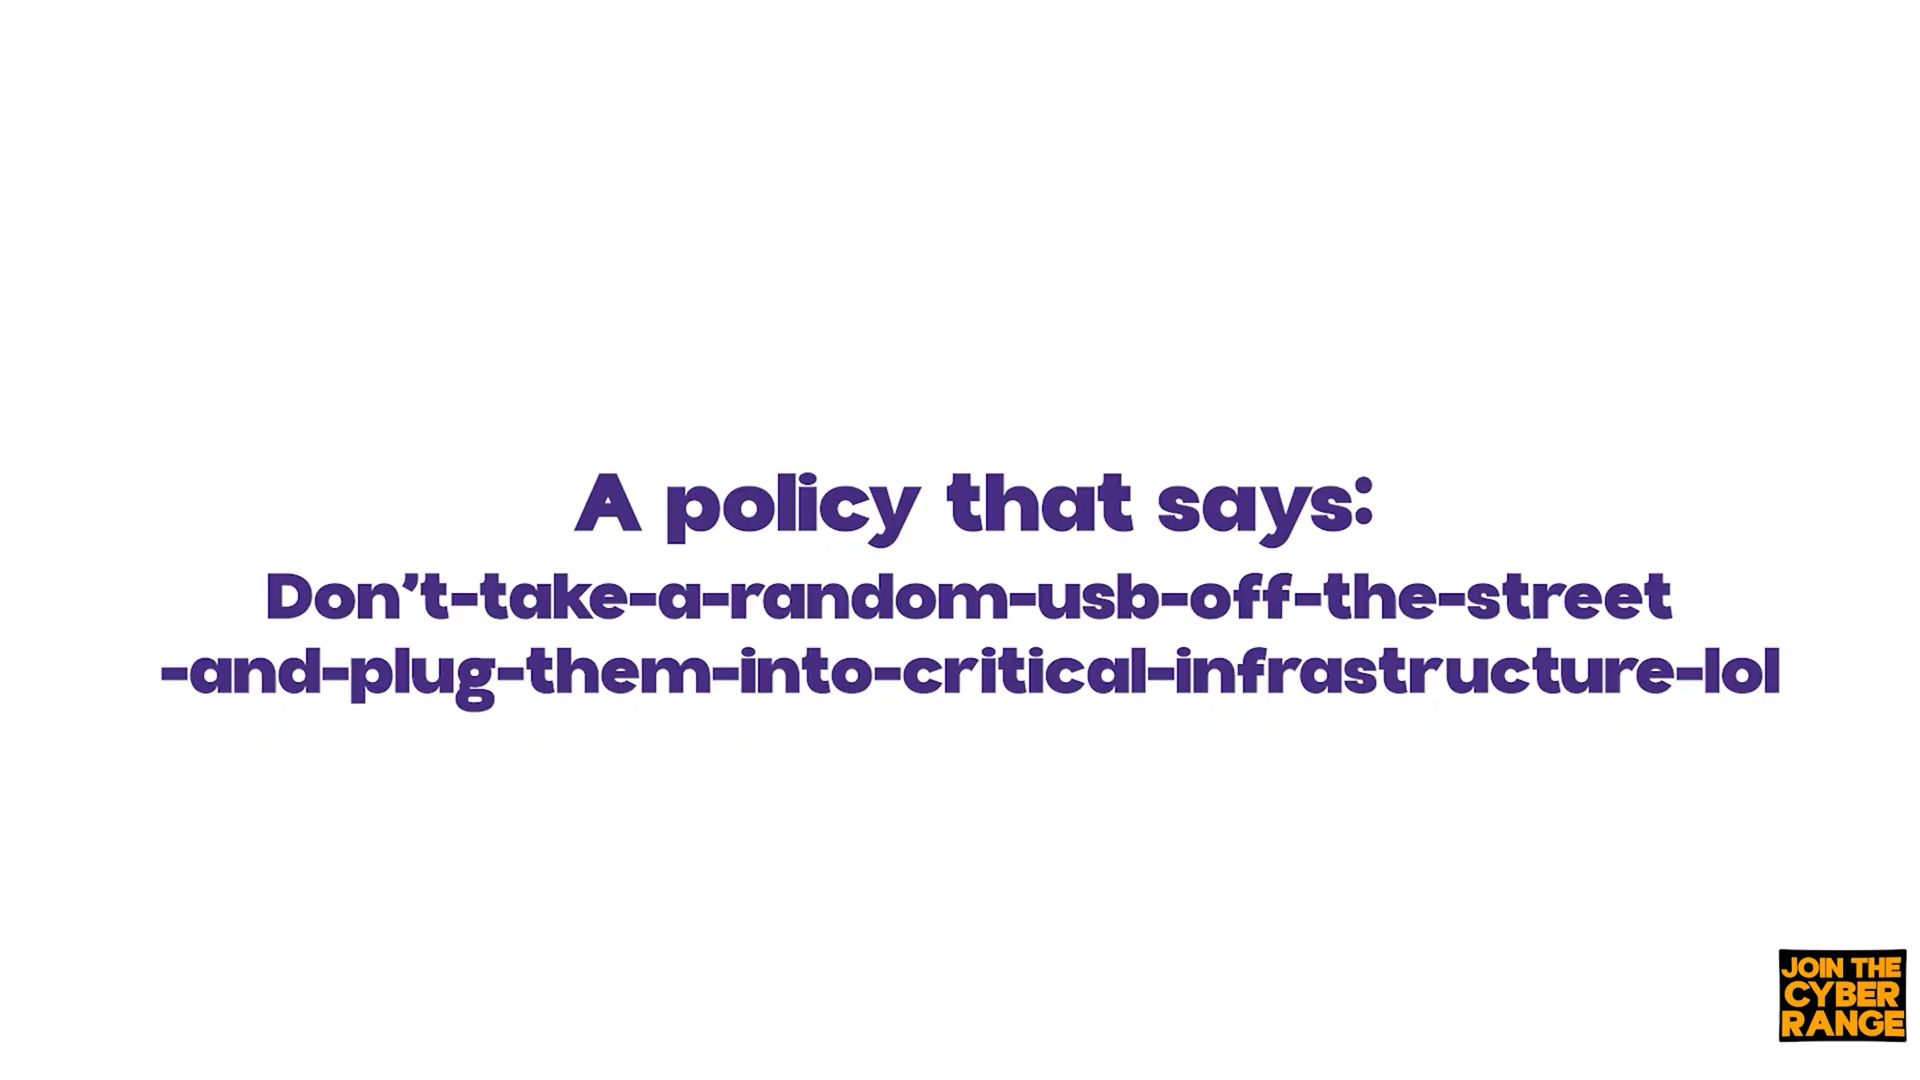 A policy that says:
Don’t-take-a-random-usb-off-the-street
-and-plug-them-into-critical-infrastructure-lol
JOIN THE
CYBER
RANGE